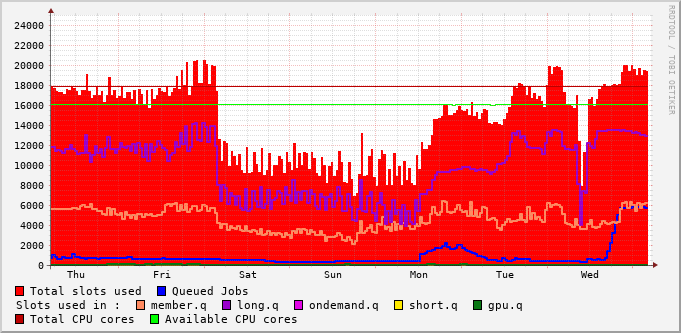 24000
22000
20000
18000
16000
14000
12000
10000
8000
6000
4000
2000
0
Thu Fri Sat Sun Mon Tue Wed
Total slots used Queued Jobs
Slots used in : member.q long.q ondemand.q short.q gpu.q
Total CPU cores Available CPU cores
RRDTOOL / TOBI OETIKER